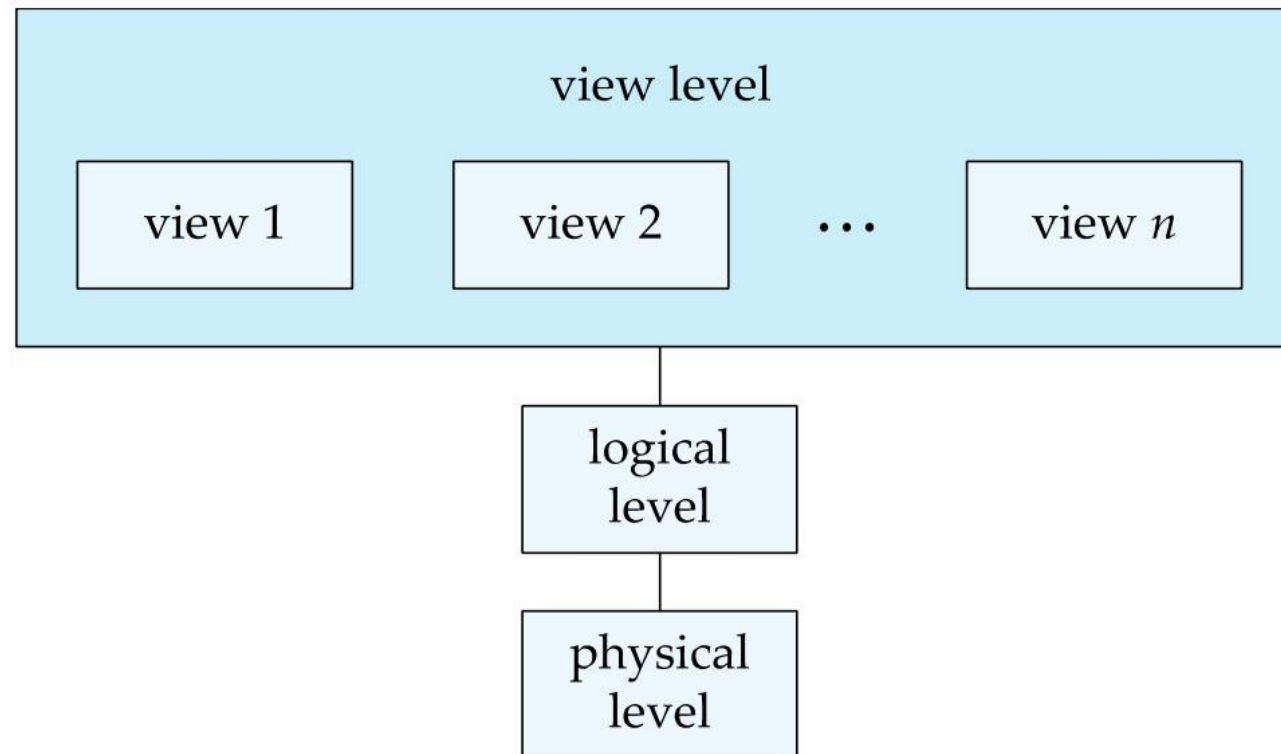 view level
view 1
view 2
...
view n
logical
level
physical
level